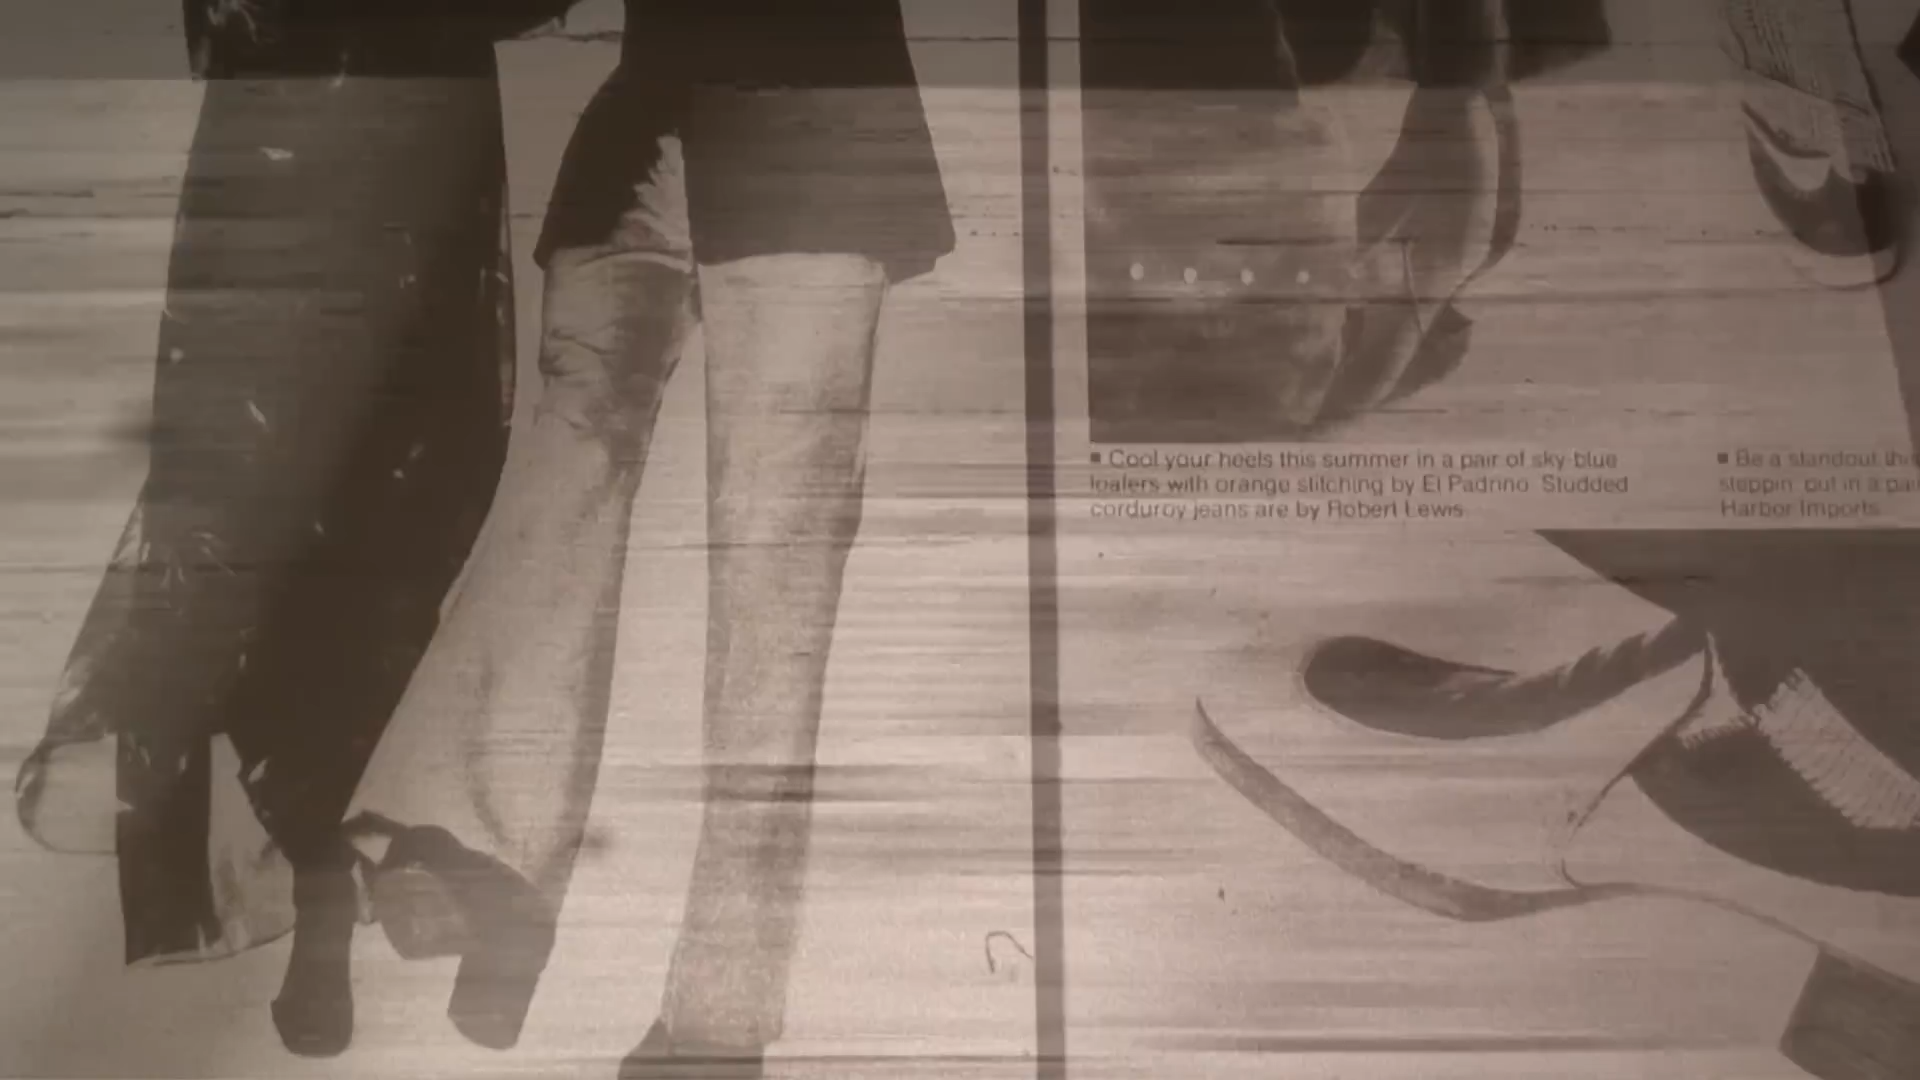 ▪ Cool your heels this summer in a pair of sky-blue
loafers with orange stitching by El Padrino. Studded
corduroy jeans are by Robert Lewis.
▪ Be a standout
steppin' out in a
Harbor Imports